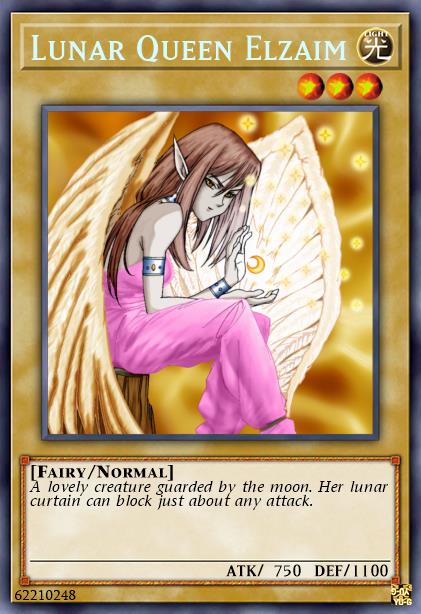 Lunar Queen Elzaim
LIGHT
光
[Fairy/Normal]
A lovely creature guarded by the moon. Her lunar
curtain can block just about any attack.
ATK/ 750 DEF/1100
62210248